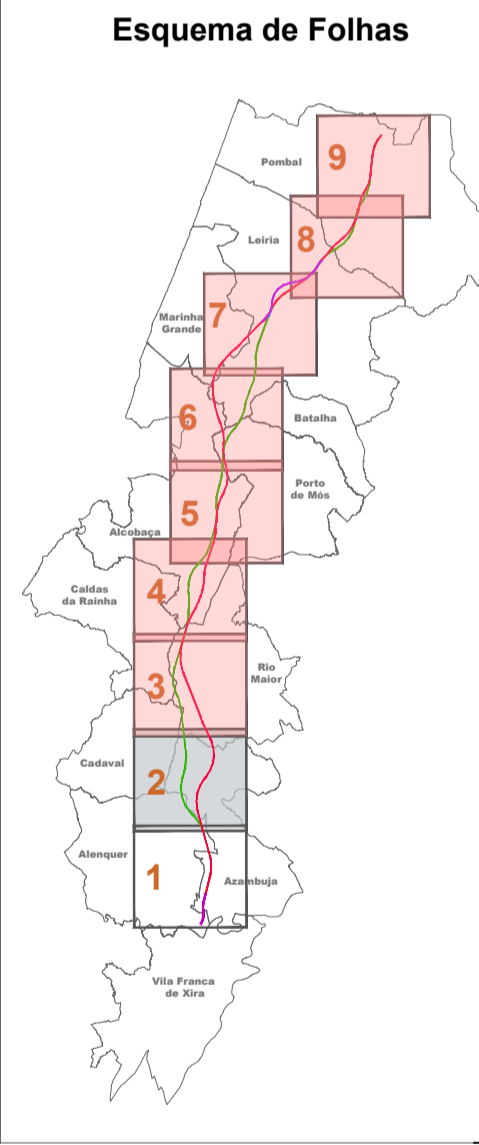 Esquema de Folhas
Pombal
9
Leiria
8
Marinha
Grande
7
6
Batalha
Porto
de Mós
5
Alcobaça
Caldas
da Rainha
4
Rio
Maior
3
Cadaval
2
Alenquer
1
Azambuja
Vila Franca
de Xira